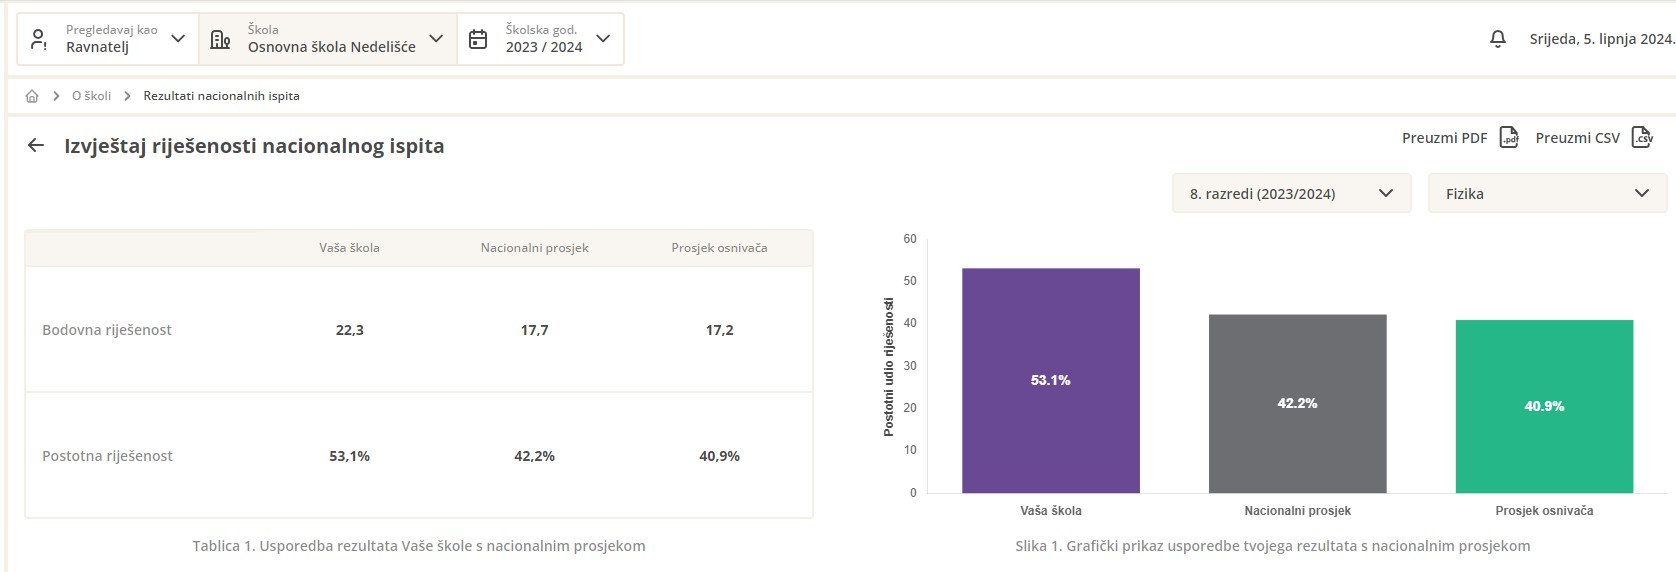 Pregledavaj kao
Ravnatelj
Škola
Osnovna škola Nedelišće
Školska god.
2023 / 2024
Srijeda, 5. lipnja 2024.
O školi
Rezultati nacionalnih ispita
Izvještaj riješenosti nacionalnog ispita
Preuzmi PDF
.pdf
Preuzmi CSV
.csv
8. razredi (2023/2024)
Fizika
Vaša škola
Nacionalni prosjek
Prosjek osnivača
Bodovna riješenost
22,3
17,7
17,2
Postotna riješenost
53,1%
42,2%
40,9%
Tablica 1. Usporedba rezultata Vaše škole s nacionalnim prosjekom
Postotni udio riješenosti
60
50
40
30
20
10
0
53.1%
42.2%
40.9%
Vaša škola
Nacionalni prosjek
Prosjek osnivača
Slika 1. Grafički prikaz usporedbe tvojega rezultata s nacionalnim prosjekom